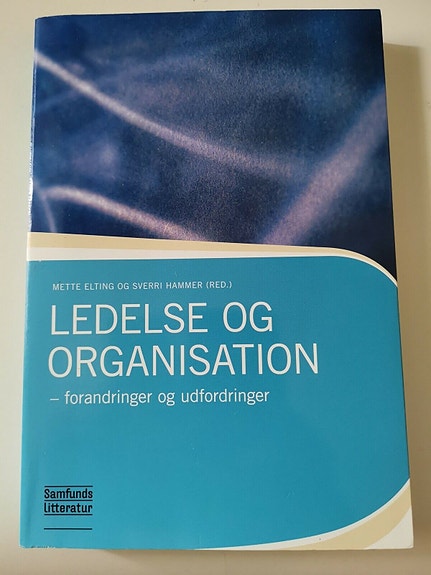 METTE ELTING OG SVERRI HAMMER (RED.)
LEDELSE OG
ORGANISATION
– forandringer og udfordringer
Samfunds
litteratur